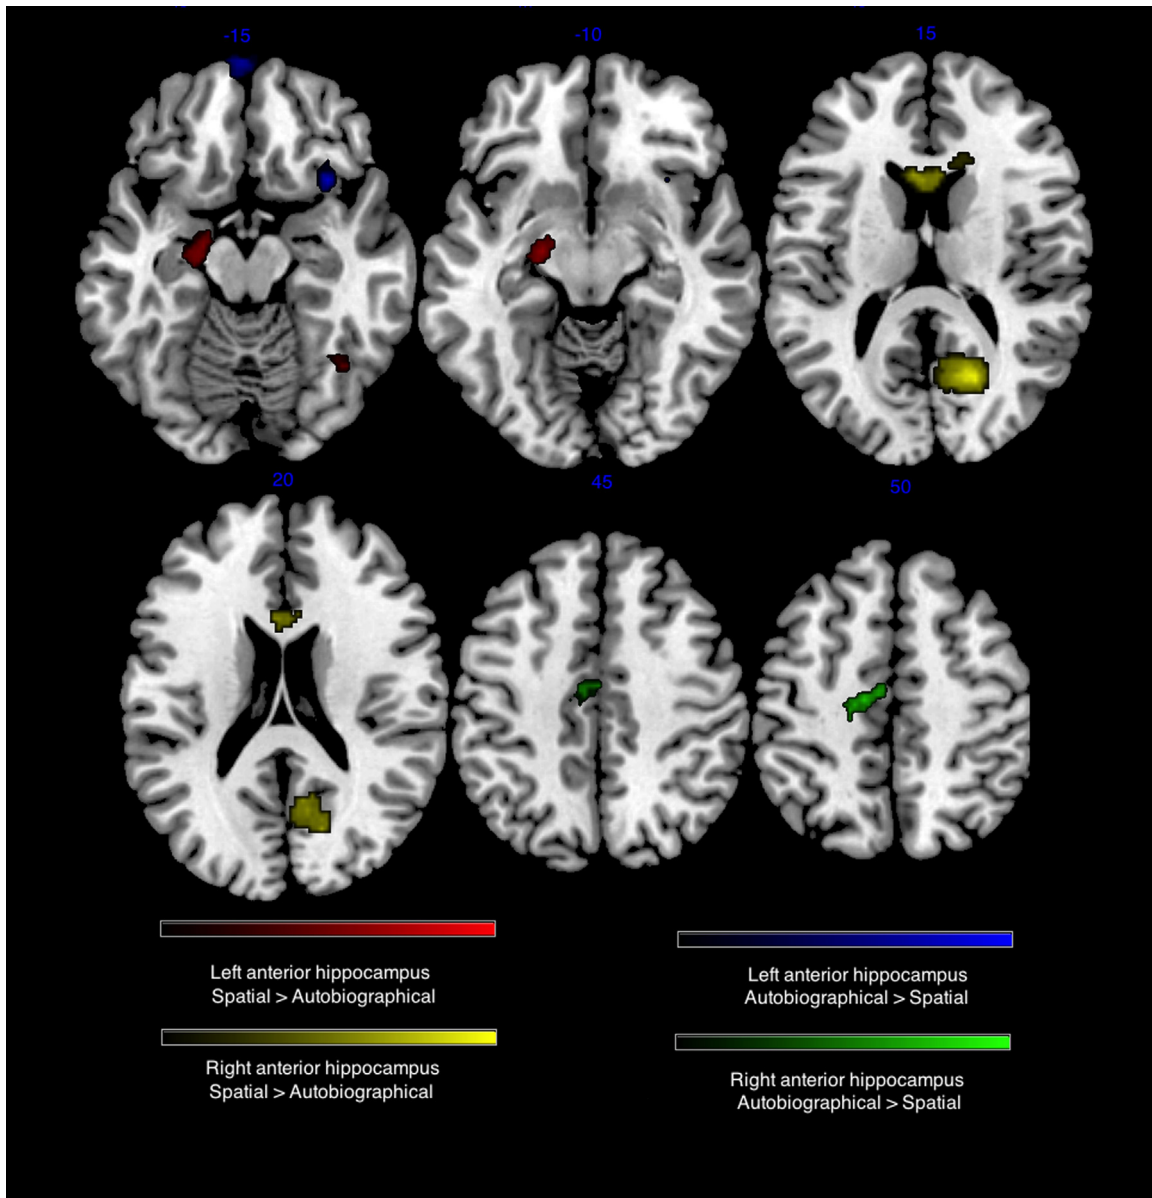 -15
-10
15
20
45
50
Left anterior hippocampus
Spatial > Autobiographical
Left anterior hippocampus
Autobiographical > Spatial
Right anterior hippocampus
Spatial > Autobiographical
Right anterior hippocampus
Autobiographical > Spatial